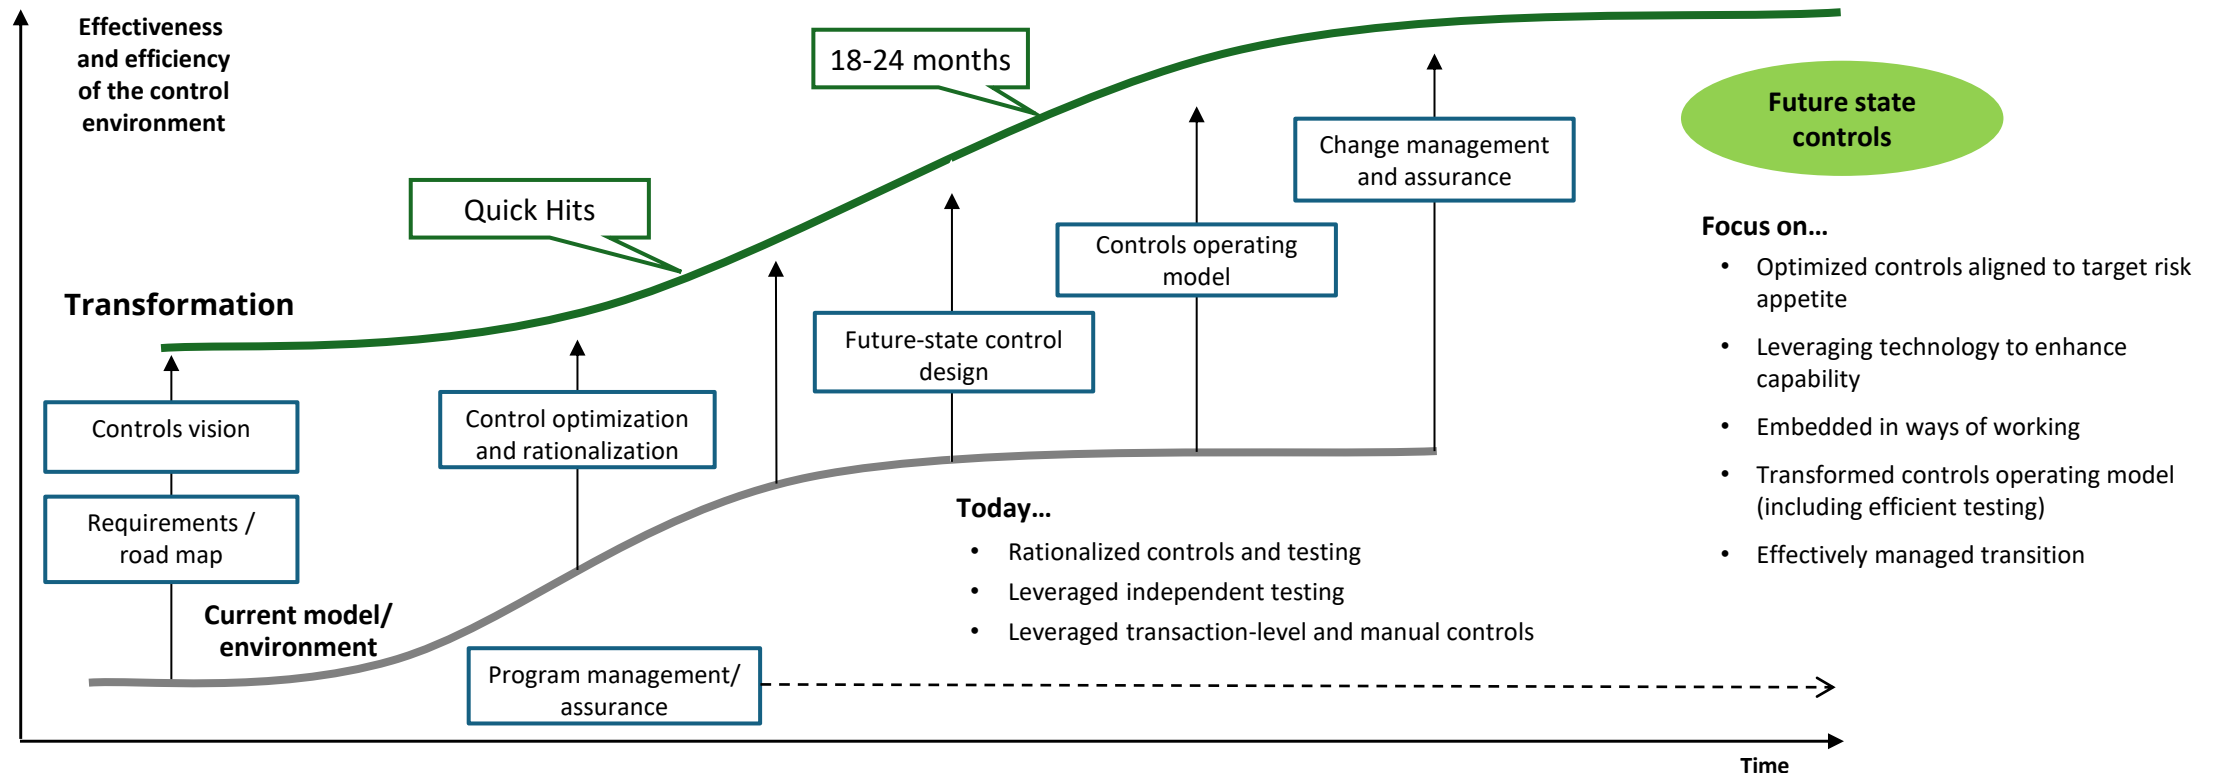 Effectiveness
and efficiency
of the control
environment
18-24 months
Future state
controls
Change management
and assurance
Quick Hits
Focus on...
Controls operating
model
• Optimized controls aligned to target risk
appetite
Transformation
• Leveraging technology to enhance
capability
Future-state control
design
Controls vision
Control optimization
and rationalization
• Embedded in ways of working
• Transformed controls operating model
(including efficient testing)
Requirements /
road map
Today...
• Rationalized controls and testing
• Effectively managed transition
• Leveraged independent testing
• Leveraged transaction-level and manual controls
Current model/
environment
Program management/
assurance
Time